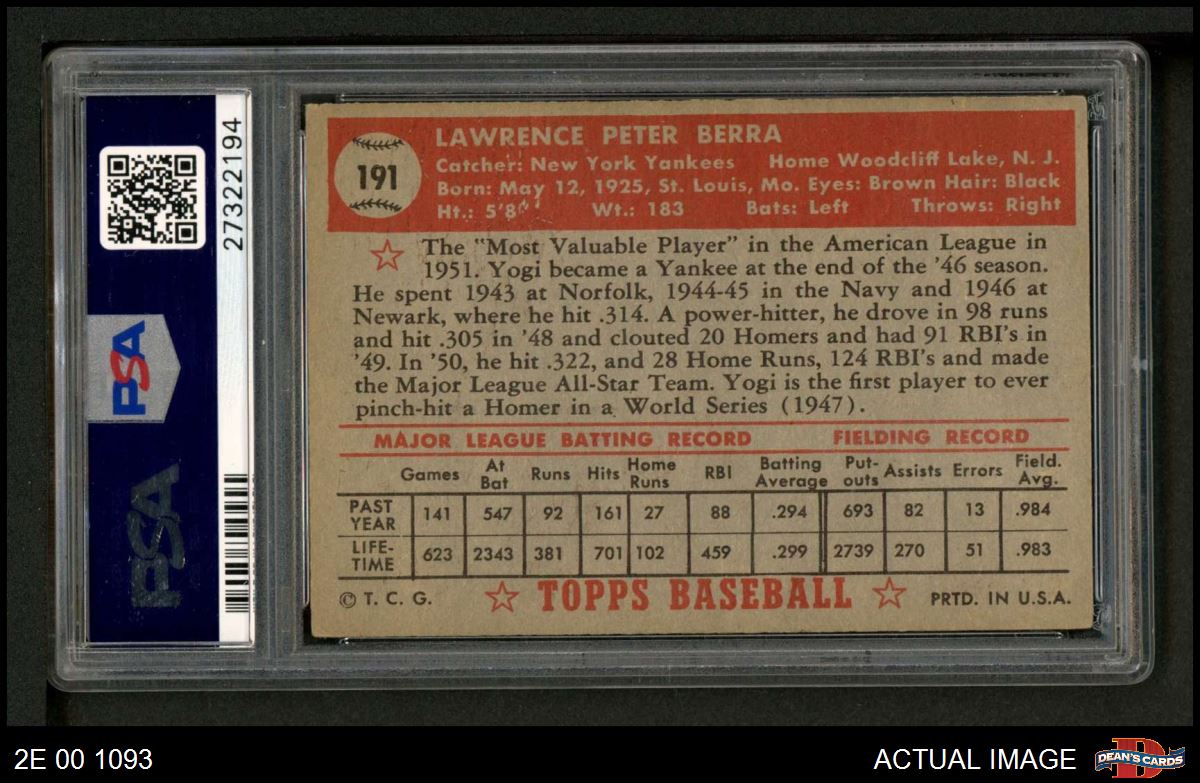 27322194
PSA
PSA
191
LAWRENCE PETER BERRA
Catcher: New York Yankees Home Woodcliff Lake, N. J.
Born: May 12, 1925, St. Louis, Mo. Eyes: Brown Hair: Black
Ht.: 5'8" Wt.: 183 Bats: Left Throws: Right
The "Most Valuable Player" in the American League in
1951. Yogi became a Yankee at the end of the '46 season.
He spent 1943 at Norfolk, 1944-45 in the Navy and 1946 at
Newark, where he hit .314. A power-hitter, he drove in 98 runs
and hit .305 in '48 and clouted 20 Homers and had 91 RBI's in
'49. In '50, he hit .322, and 28 Home Runs, 124 RBI's and made
the Major League All-Star Team. Yogi is the first player to ever
pinch-hit a Homer in a World Series (1947).
MAJOR LEAGUE BATTING RECORD FIELDING RECORD
Games At Bat Runs Hits Home Runs RBI Batting Average Put-outs Assists Errors Field. Avg.
PAST YEAR 141 547 92 161 27 88 .294 693 82 13 .984
LIFE-TIME 623 2343 381 701 102 459 .299 2739 270 51 .983
© T. C. G. TOPPS BASEBALL PRTD. IN U.S.A.
2E 00 1093 ACTUAL IMAGE DEAN'S CARDS